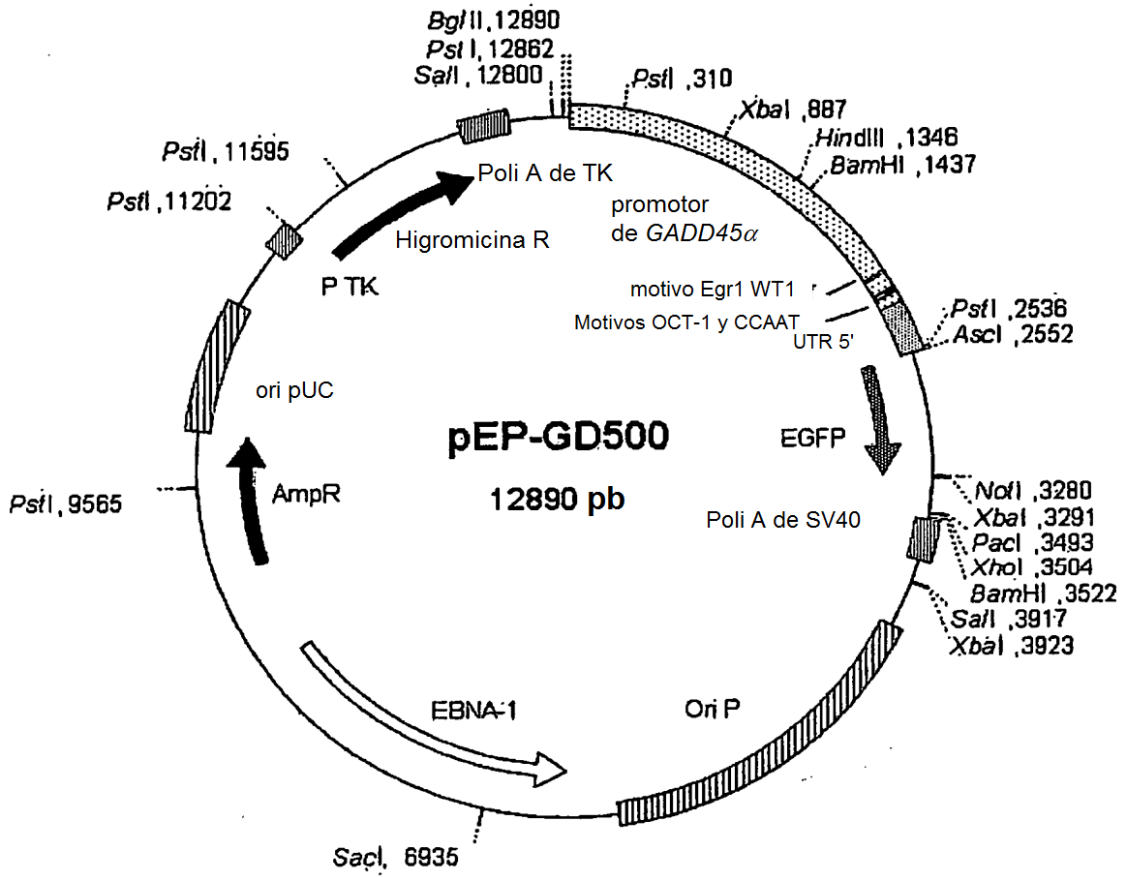 BglII, 12890
PstI, 12862
SalI, 12800
PstI, 310
XbaI, 887
HindIII, 1346
BamHI, 1437
PstI, 11595
PstI, 11202
Poli A de TK
promotor
de GADD45α
Higromicina R
P TK
motivo Egr1 WT1
Motivos OCT-1 y CCAAT
UTR 5'
PstI, 2536
AscI, 2552
ori pUC
pEP-GD500
12890 pb
EGFP
AmpR
PstI, 9565
Poli A de SV40
NotI, 3280
XbaI, 3291
PacI, 3493
XhoI, 3504
BamHI, 3522
SalI, 3917
XbaI, 3923
EBNA-1
Ori P
SacI, 6935